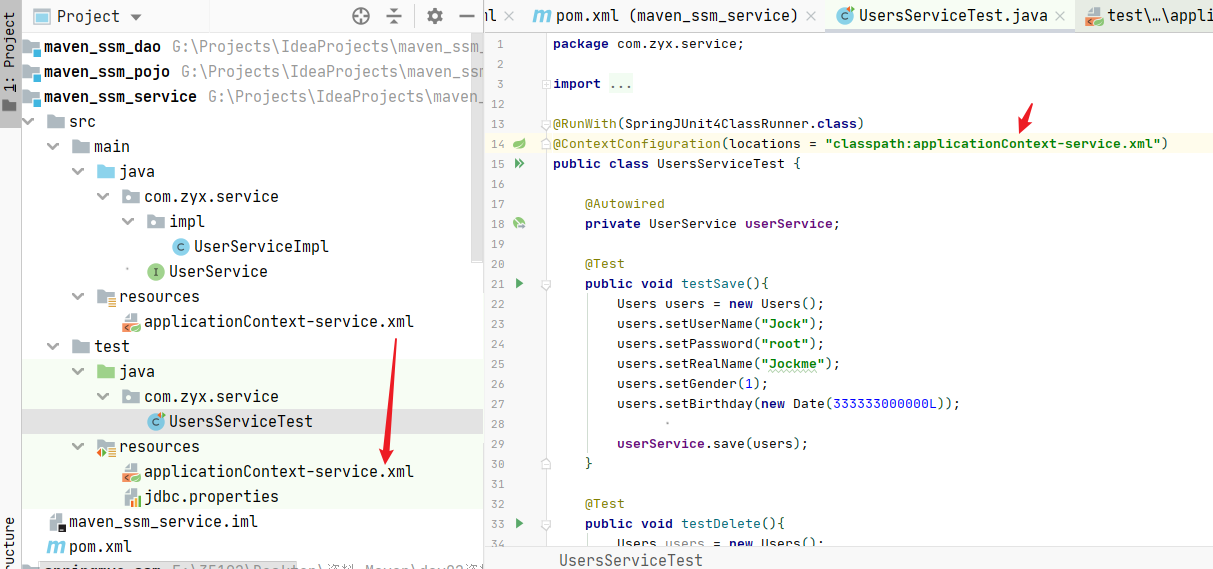 1: Project
ructure
Project
maven_ssm_dao G:\Projects\IdeaProjects\maven_ssm_
maven_ssm_pojo G:\Projects\IdeaProjects\maven_ssm
maven_ssm_service G:\Projects\IdeaProjects\maven_
src
main
java
com.zyx.service
impl
UserServiceImpl
UserService
resources
applicationContext-service.xml
test
java
com.zyx.service
UsersServiceTest
resources
applicationContext-service.xml
jdbc.properties
maven_ssm_service.iml
pom.xml
ml pom.xml (maven_ssm_service) UsersServiceTest.java test\…\appli
1 package com.zyx.service;
2
3 import ...
12
13 @RunWith(SpringJUnit4ClassRunner.class)
14 @ContextConfiguration(locations = "classpath:applicationContext-service.xml")
15 public class UsersServiceTest {
16
17 @Autowired
18 private UserService userService;
19
20 @Test
21 public void testSave(){
22 Users users = new Users();
23 users.setUserName("Jock");
24 users.setPassword("root");
25 users.setRealName("Jockme");
26 users.setGender(1);
27 users.setBirthday(new Date(333333000000L));
28
29 userService.save(users);
30 }
31
32 @Test
33 public void testDelete(){
34 Users users = new Users();
UsersServiceTest